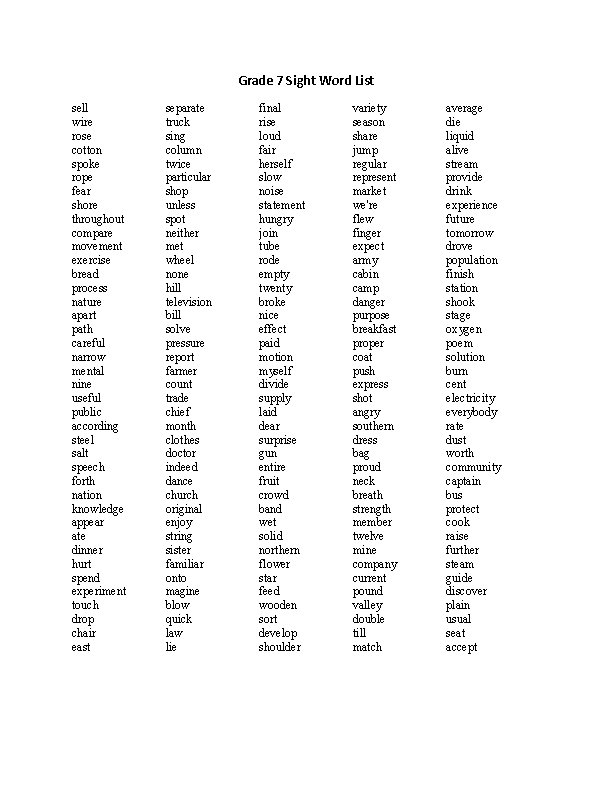 Grade 7 Sight Word List
sell separate final variety average
wire truck rise season die
rose sing loud share liquid
cotton column fair jump alive
spoke twice herself regular stream
rope particular slow represent provide
fear shop noise market drink
shore unless statement we're experience
throughout spot hungry flew future
compare neither join finger tomorrow
movement met tube expect drove
exercise wheel rode army population
bread none empty cabin finish
process hill twenty camp station
nature television broke danger shook
apart bill nice purpose stage
path solve effect breakfast oxygen
careful pressure paid proper poem
narrow report motion coat solution
mental farmer myself push burn
nine count divide express cent
useful trade supply shot electricity
public chief laid angry everybody
according month dear southern rate
steel clothes surprise dress dust
salt doctor gun bag worth
speech indeed entire proud community
forth dance fruit neck captain
nation church crowd breath bus
knowledge original band strength protect
appear enjoy wet member cook
ate string solid twelve raise
dinner sister northern mine further
hurt familiar flower company steam
spend onto star current guide
experiment magine feed pound discover
touch blow wooden valley plain
drop quick sort double usual
chair law develop till seat
east lie shoulder match accept